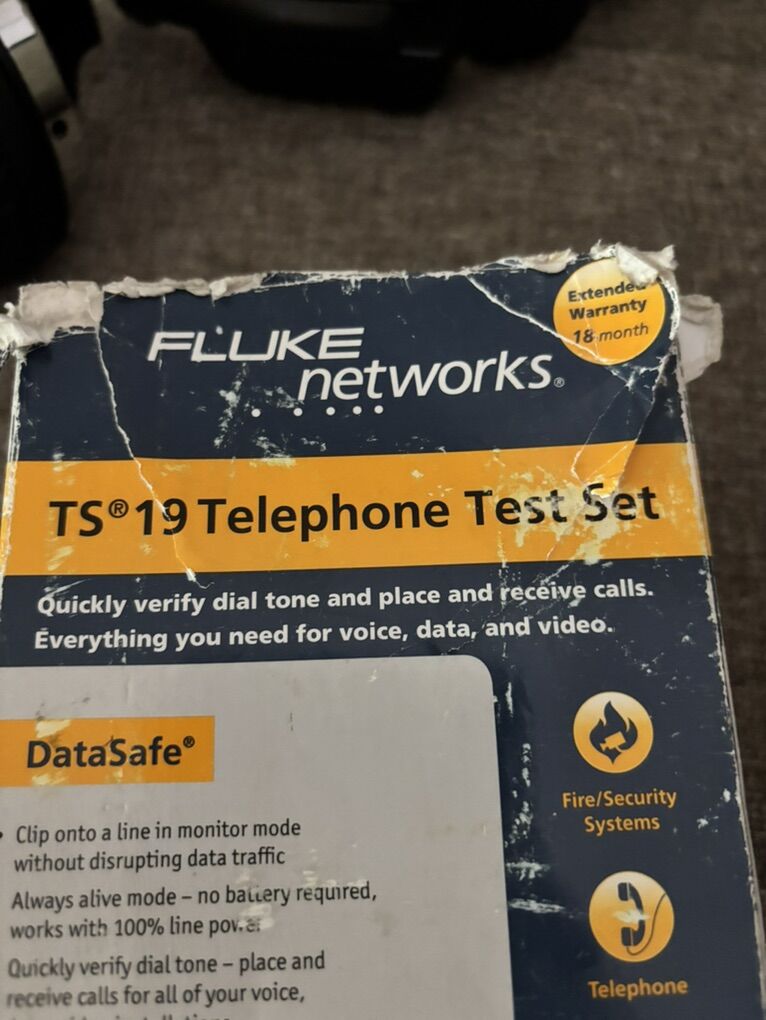 Extended
Warranty
18-month
FLUKE
networks®
TS®19 Telephone Test Set
Quickly verify dial tone and place and receive calls.
Everything you need for voice, data, and video.
DataSafe®
• Clip onto a line in monitor mode
without disrupting data traffic
Always alive mode – no battery required,
works with 100% line power
Quickly verify dial tone – place and
receive calls for all of your voice,
Fire/Security
Systems
Telephone